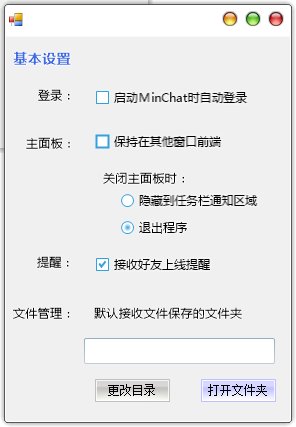 基本设置
登录： 启动MinChat时自动登录
主面板： 保持在其他窗口前端
关闭主面板时：
隐藏到任务栏通知区域
退出程序
提醒： 接收好友上线提醒
文件管理： 默认接收文件保存的文件夹
更改目录 打开文件夹